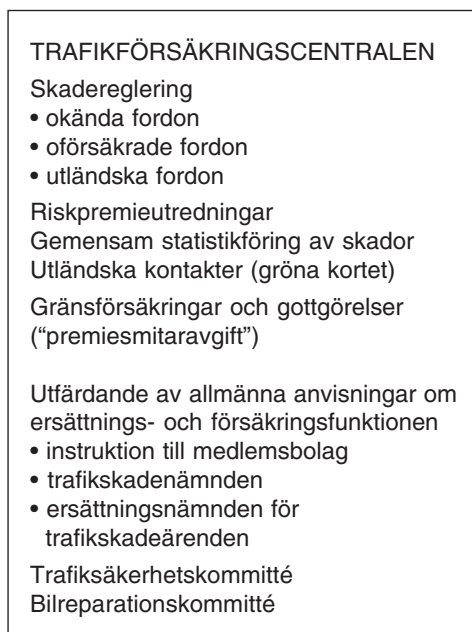 TRAFIKFÖRSÄKRINGSCENTRALEN
Skadereglering
• okända fordon
• oförsäkrade fordon
• utländska fordon
Riskpremieutredningar
Gemensam statistikföring av skador
Utländska kontakter (gröna kortet)
Gränsförsäkringar och gottgörelser
(“premiesmitaravgift”)
Utfärdande av allmänna anvisningar om
ersättnings- och försäkringsfunktionen
• instruktion till medlemsbolag
• trafikskadenämnden
• ersättningsnämnden för
trafikskadeärenden
Trafiksäkerhetskommitté
Bilreparationskommitté